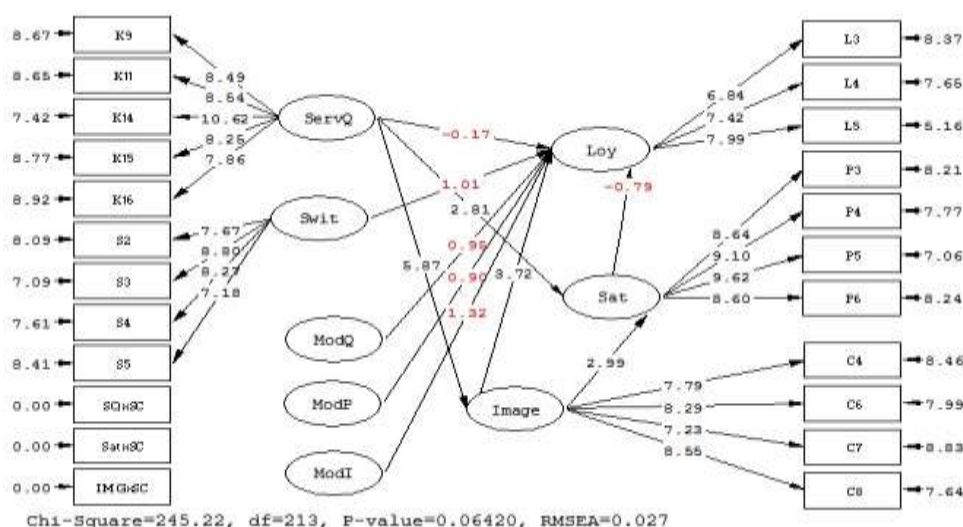 8.67 K9
8.65 K11
7.42 K14
8.77 K15
8.92 K16
8.09 S2
7.09 S3
7.61 S4
8.41 S5
0.00 SQxSC
0.00 SatxSC
0.00 IMGxSC
8.49
8.54
10.62
8.25
7.86
7.67
8.80
8.27
7.18
ServQ
Swit
ModQ
ModP
ModI
-0.17
1.01
2.81
5.87
0.95
0.90
1.32
3.72
-0.79
2.99
Loy
Sat
Image
6.84
7.42
7.99
8.64
9.10
9.62
8.60
7.79
8.29
7.23
8.55
L3 8.37
L4 7.65
L5 5.16
P3 8.21
P4 7.77
P5 7.06
P6 8.24
C4 8.46
C6 7.99
C7 8.83
C8 7.64
Chi-Square=245.22, df=213, P-value=0.06420, RMSEA=0.027